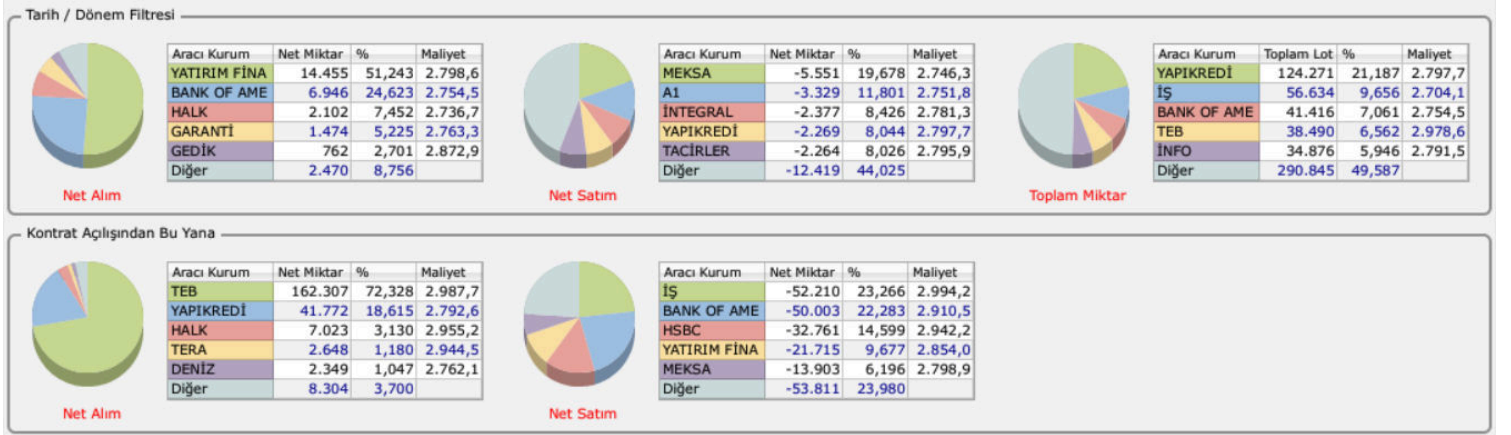 Tarih / Dönem Filtresi
Aracı Kurum Net Miktar % Maliyet
YATIRIM FİNA 14.455 51,243 2.798,6
BANK OF AME 6.946 24,623 2.754,5
HALK 2.102 7,452 2.736,7
GARANTİ 1.474 5,225 2.763,3
GEDİK 762 2,701 2.872,9
Diğer 2.470 8,756
Net Alım
Aracı Kurum Net Miktar % Maliyet
MEKSA -5.551 19,678 2.746,3
A1 -3.329 11,801 2.751,8
İNTEGRAL -2.377 8,426 2.781,3
YAPIKREDİ -2.269 8,044 2.797,7
TACİRLER -2.264 8,026 2.795,9
Diğer -12.419 44,025
Net Satım
Aracı Kurum Toplam Lot % Maliyet
YAPIKREDİ 124.271 21,187 2.797,7
İŞ 56.634 9,656 2.704,1
BANK OF AME 41.416 7,061 2.754,5
TEB 38.490 6,562 2.978,6
İNFO 34.876 5,946 2.791,5
Diğer 290.845 49,587
Toplam Miktar
Kontrat Açılışından Bu Yana
Aracı Kurum Net Miktar % Maliyet
TEB 162.307 72,328 2.987,7
YAPIKREDİ 41.772 18,615 2.792,6
HALK 7.023 3,130 2.955,2
TERA 2.648 1,180 2.944,5
DENİZ 2.349 1,047 2.762,1
Diğer 8.304 3,700
Net Alım
Aracı Kurum Net Miktar % Maliyet
İŞ -52.210 23,266 2.994,2
BANK OF AME -50.003 22,283 2.910,5
HSBC -32.761 14,599 2.942,2
YATIRIM FİNA -21.715 9,677 2.854,0
MEKSA -13.903 6,196 2.798,9
Diğer -53.811 23,980
Net Satım